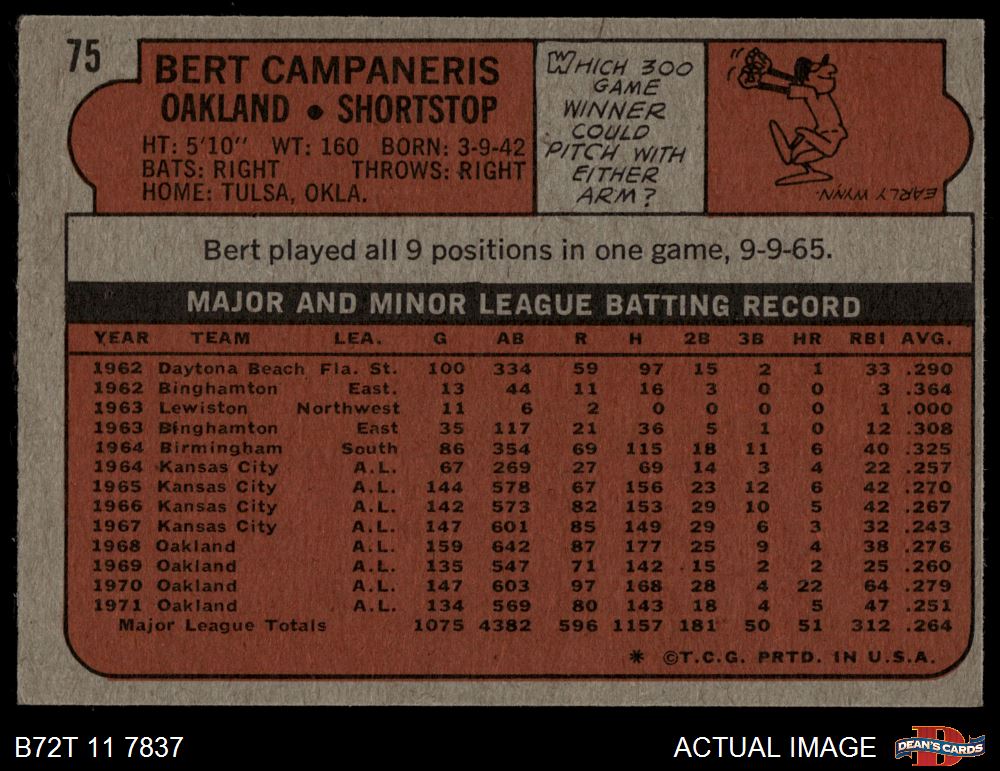 75
BERT CAMPANERIS
OAKLAND • SHORTSTOP
HT: 5'10" WT: 160 BORN: 3-9-42
BATS: RIGHT THROWS: RIGHT
HOME: TULSA, OKLA.
WHICH 300
GAME
WINNER
COULD
PITCH WITH
EITHER
ARM?
EARLY WYNN.
Bert played all 9 positions in one game, 9-9-65.
MAJOR AND MINOR LEAGUE BATTING RECORD
YEAR TEAM LEA. G AB R H 2B 3B HR RBI AVG.
1962 Daytona Beach Fla. St. 100 334 59 97 15 2 1 33 .290
1962 Binghamton East. 13 44 11 16 3 0 0 3 .364
1963 Lewiston Northwest 11 6 2 0 0 0 0 1 .000
1963 Binghamton East 35 117 21 36 5 1 0 12 .308
1964 Birmingham South 86 354 69 115 18 11 6 40 .325
1964 Kansas City A.L. 67 269 27 69 14 3 4 22 .257
1965 Kansas City A.L. 144 578 67 156 23 12 6 42 .270
1966 Kansas City A.L. 142 573 82 153 29 10 5 42 .267
1967 Kansas City A.L. 147 601 85 149 29 6 3 32 .243
1968 Oakland A.L. 159 642 87 177 25 9 4 38 .276
1969 Oakland A.L. 135 547 71 142 15 2 2 25 .260
1970 Oakland A.L. 147 603 97 168 28 4 22 64 .279
1971 Oakland A.L. 134 569 80 143 18 4 5 47 .251
Major League Totals 1075 4382 596 1157 181 50 51 312 .264
* ©T.C.G. PRTD. IN U.S.A.
B72T 11 7837
ACTUAL IMAGE
D
DEAN'S CARDS